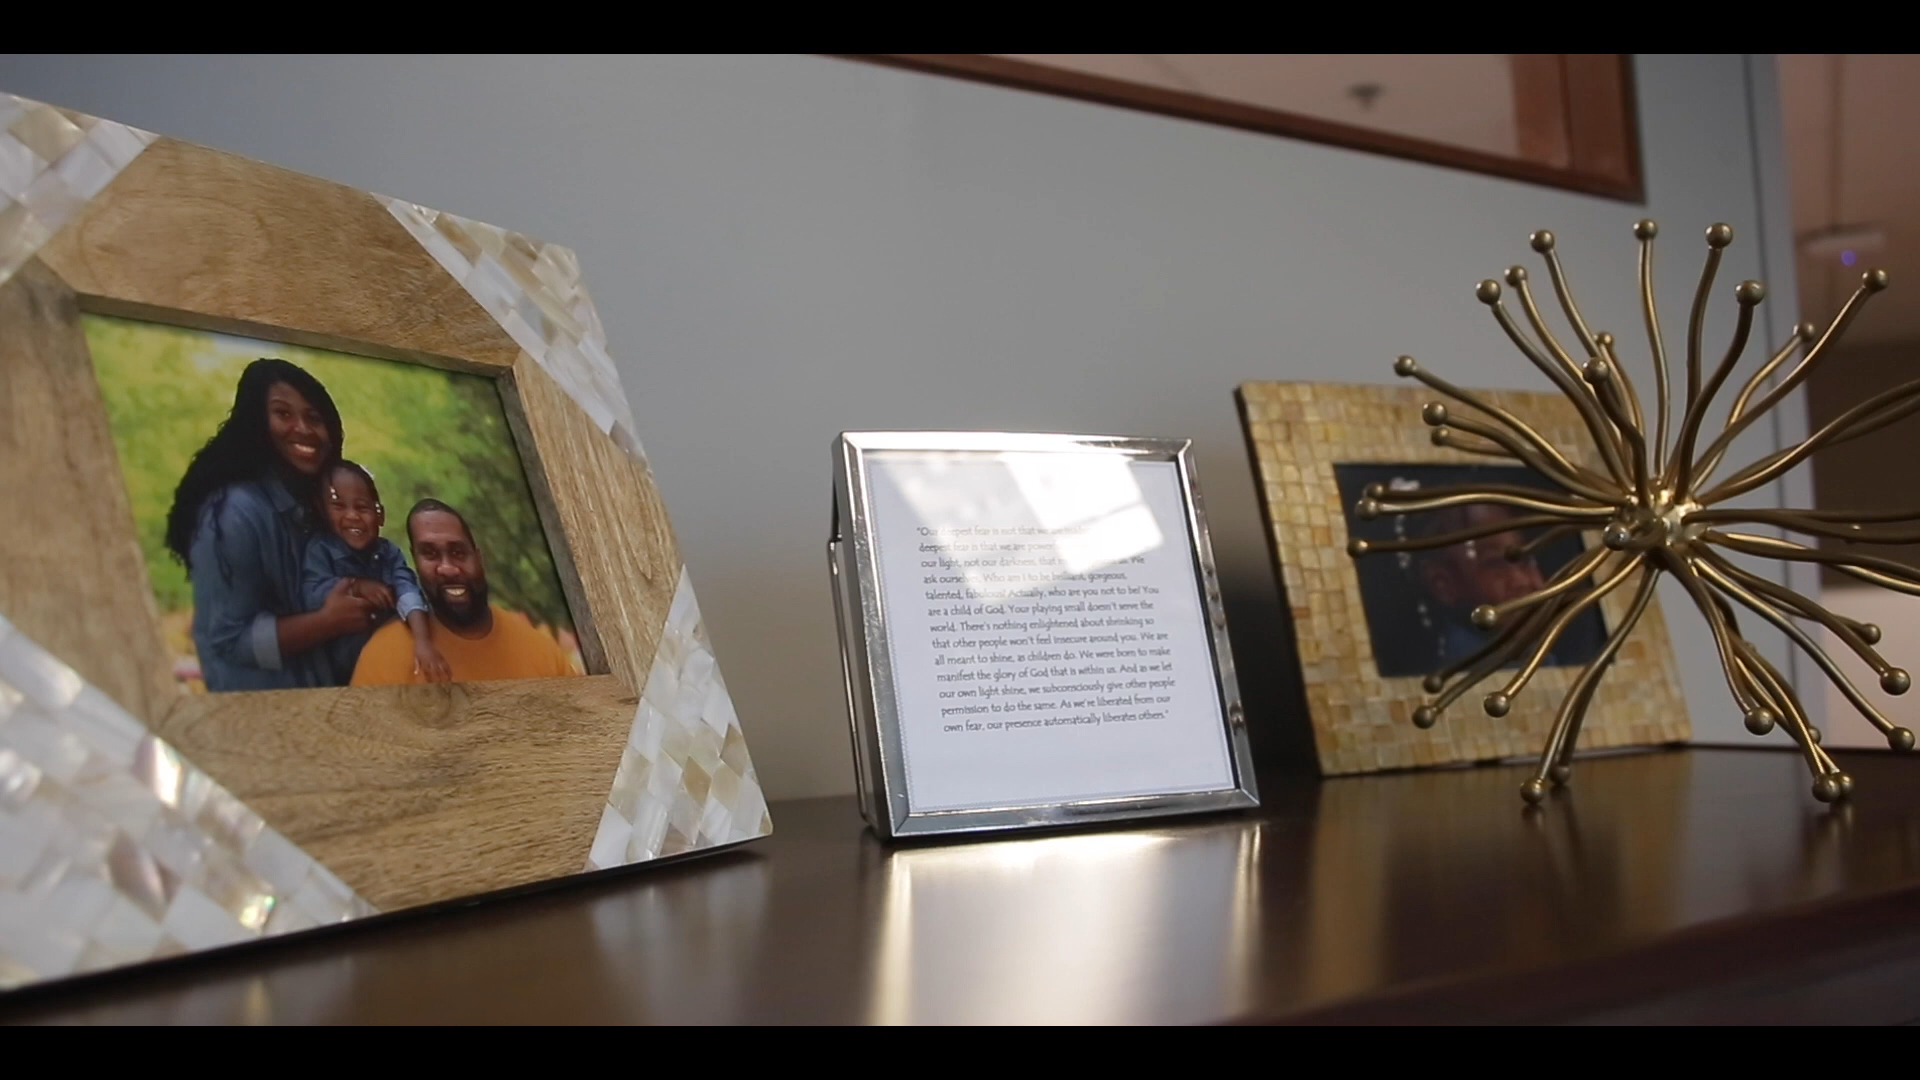 "Our deepest fear is not that we are
deepest fear is that we are power
our light, not our darkness, that us. We
ask ourselves, Who am I to be brilliant, gorgeous,
talented, fabulous? Actually, who are you not to be? You
are a child of God. Your playing small doesn't serve the
world. There's nothing enlightened about shrinking so
that other people won't feel insecure around you. We are
all meant to shine, as children do. We were born to make
manifest the glory of God that is within us. And as we let
our own light shine, we subconsciously give other people
permission to do the same. As we're liberated from our
own fear, our presence automatically liberates others."